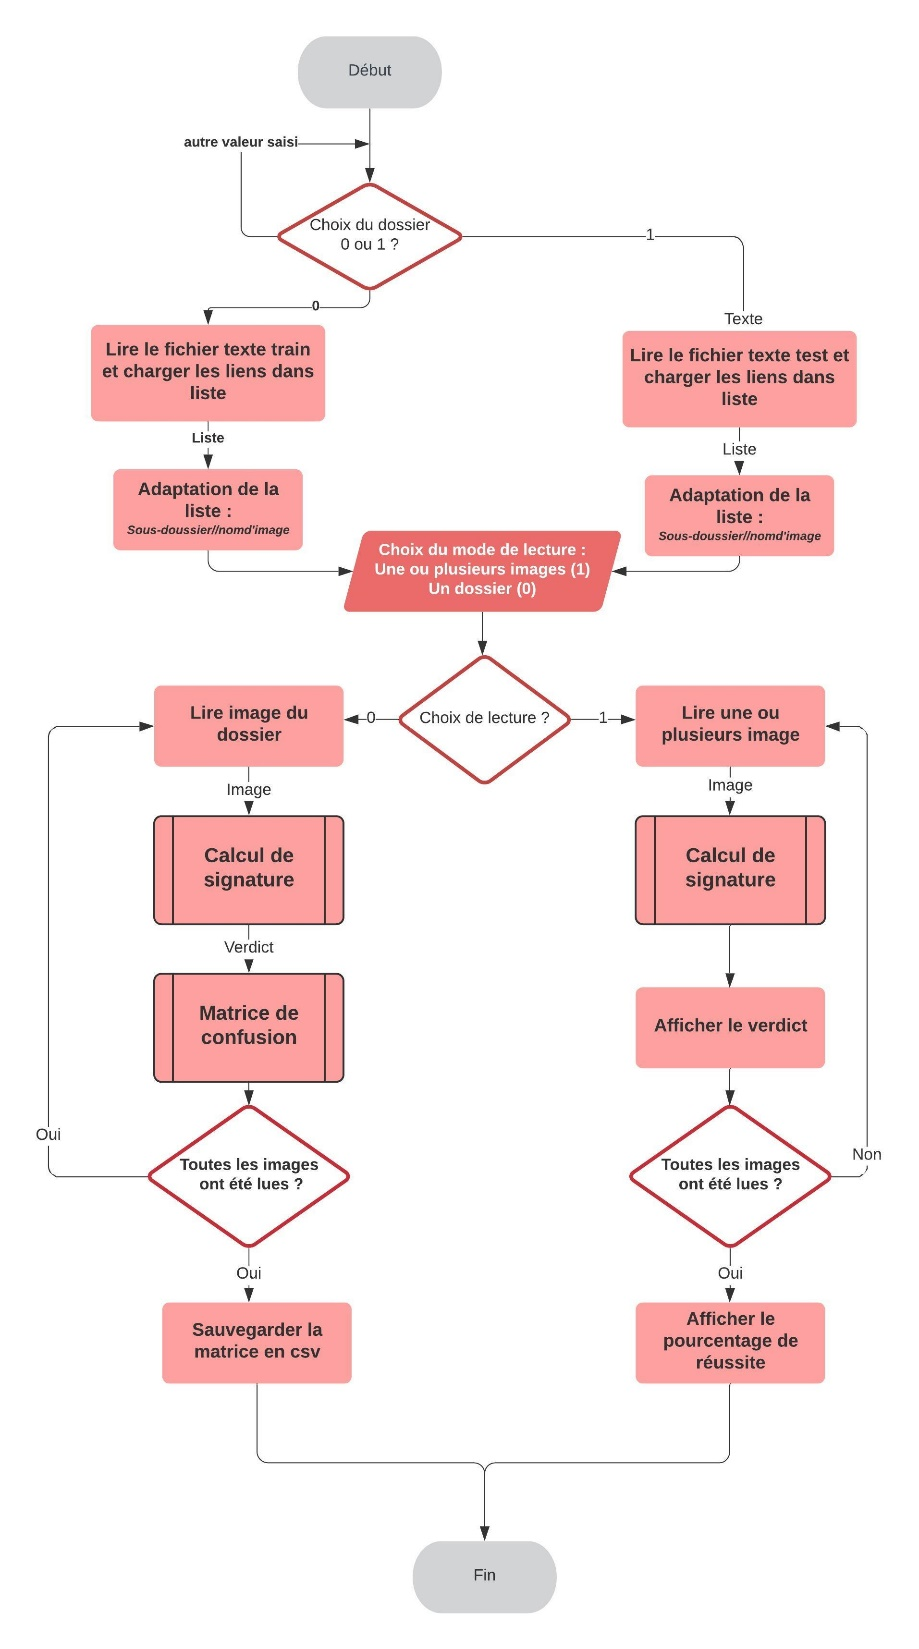 Début
autre valeur saisi
Choix du dossier
0 ou 1 ?
1
0
Texte
Lire le fichier texte train
et charger les liens dans
liste
Lire le fichier texte test et
charger les liens dans
liste
Liste
Liste
Adaptation de la
liste :
Sous-doussier//nomd'image
Adaptation de la
liste :
Sous-doussier//nomd'image
Choix du mode de lecture :
Une ou plusieurs images (1)
Un dossier (0)
Lire image du
dossier
0
Choix de lecture ?
1
Lire une ou
plusieurs image
Image
Image
Calcul de
signature
Calcul de
signature
Verdict
Matrice de
confusion
Afficher le verdict
Oui
Toutes les images
ont été lues ?
Toutes les images
ont été lues ?
Non
Oui
Oui
Sauvegarder la
matrice en csv
Afficher le
pourcentage de
réussite
Fin